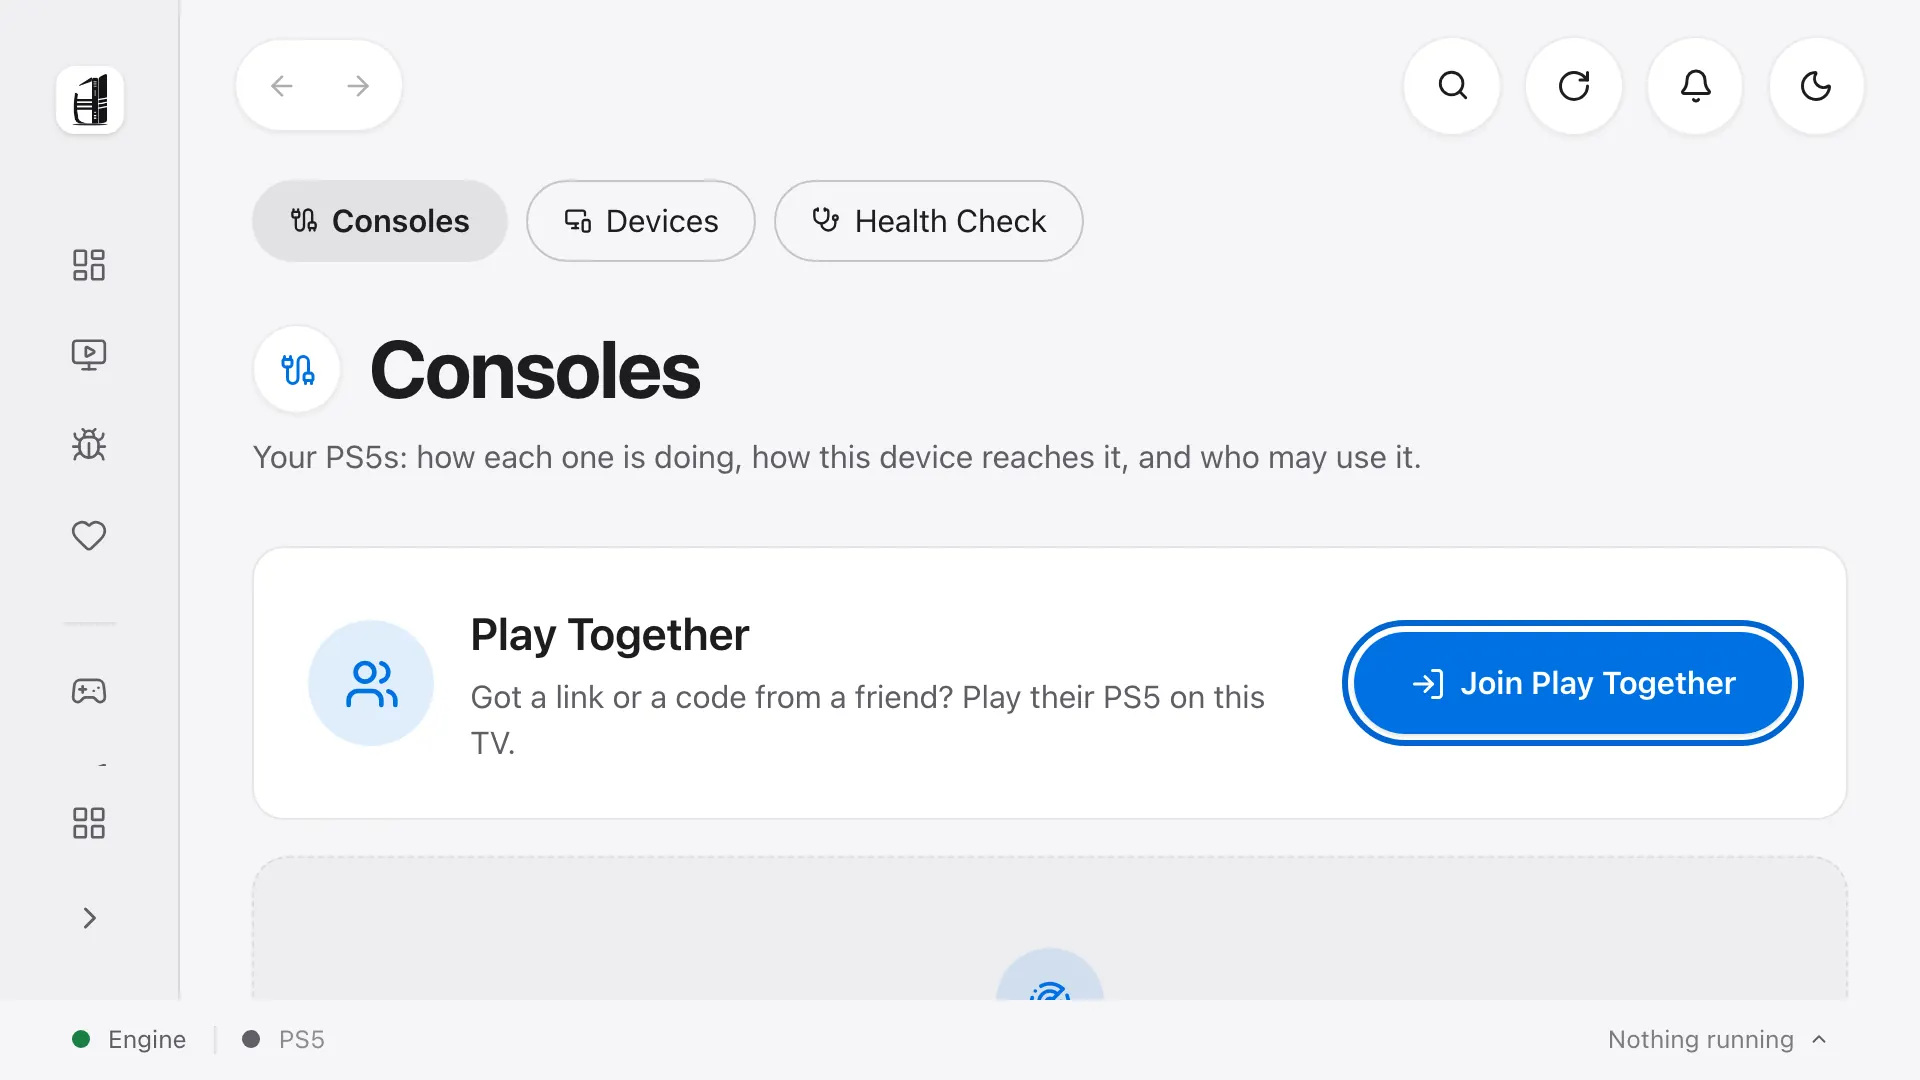 Consoles
Devices
Health Check
Consoles
Your PS5s: how each one is doing, how this device reaches it, and who may use it.
Play Together
Got a link or a code from a friend? Play their PS5 on this
TV.
Join Play Together
Engine
PS5
Nothing running